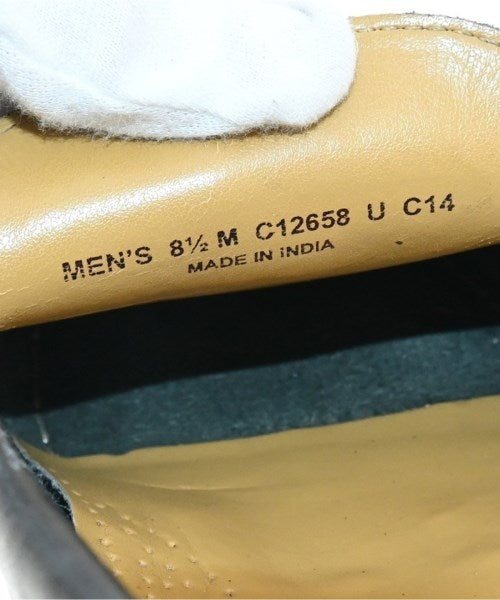 MEN'S 8½ M C12658 U C14
MADE IN INDIA